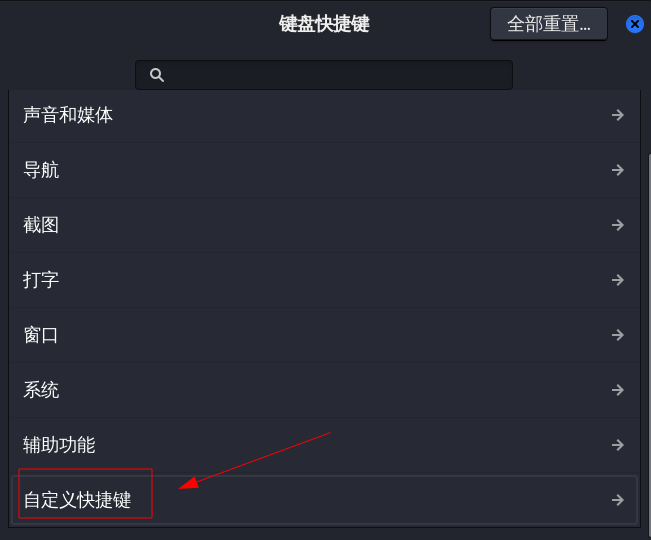 键盘快捷键
全部重置...
声音和媒体
导航
截图
打字
窗口
系统
辅助功能
自定义快捷键